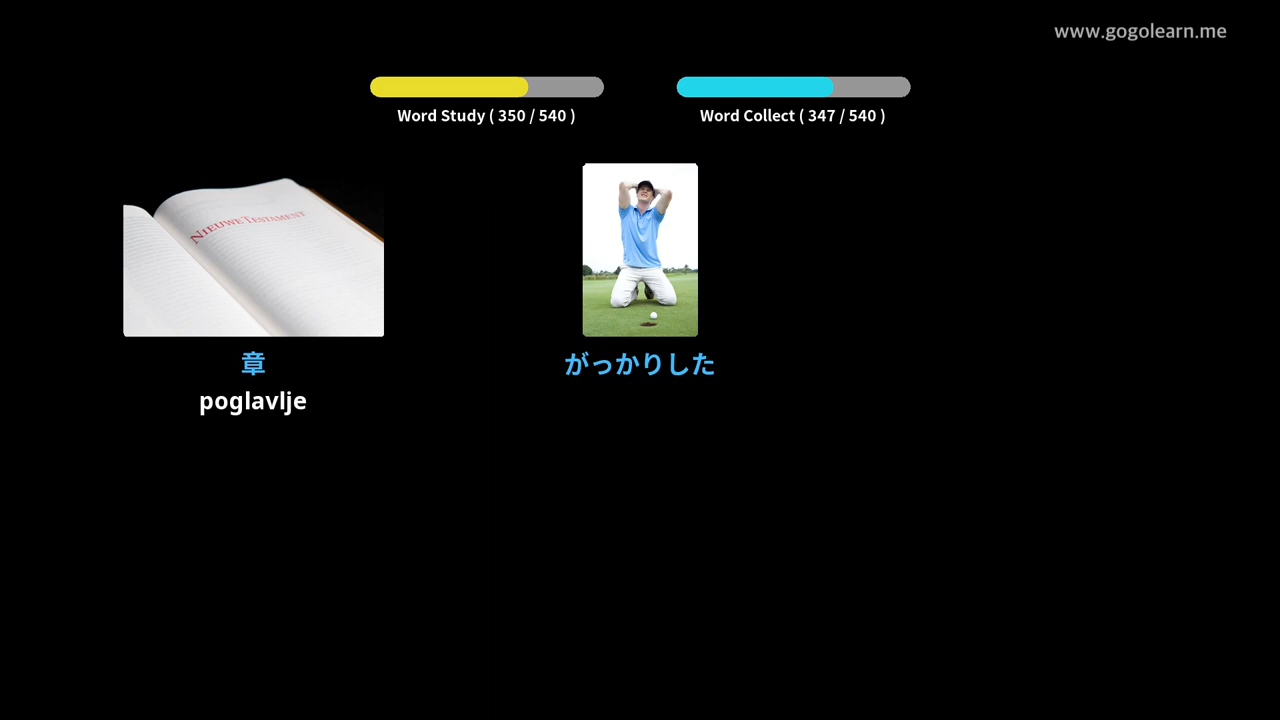 www.gogolearn.me
Word Study ( 350 / 540 )
Word Collect ( 347 / 540 )
NIEUWE TESTAMENT
章
poglavlje
がっかりした